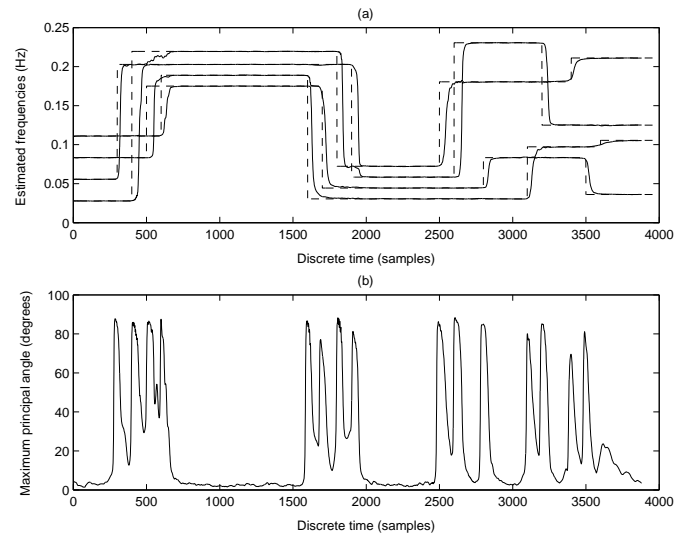 (a)
Estimated frequencies (Hz)
0.25
0.2
0.15
0.1
0.05
0
0 500 1000 1500 2000 2500 3000 3500 4000
Discrete time (samples)
(b)
Maximum principal angle (degrees)
100
80
60
40
20
0
0 500 1000 1500 2000 2500 3000 3500 4000
Discrete time (samples)